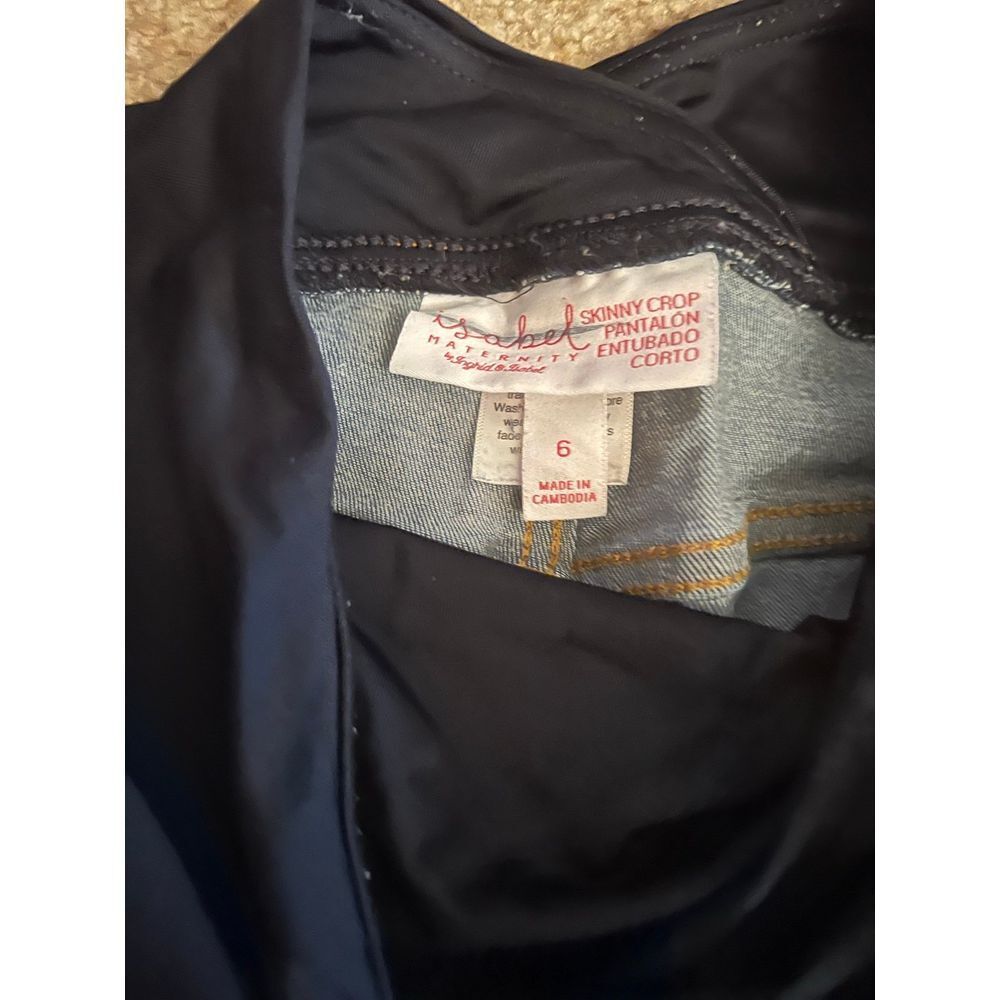 isabel
MATERNITY
by Ingrid & Isabel
SKINNY CROP
PANTALÓN
ENTUBADO
CORTO
Wash
6
MADE IN
CAMBODIA